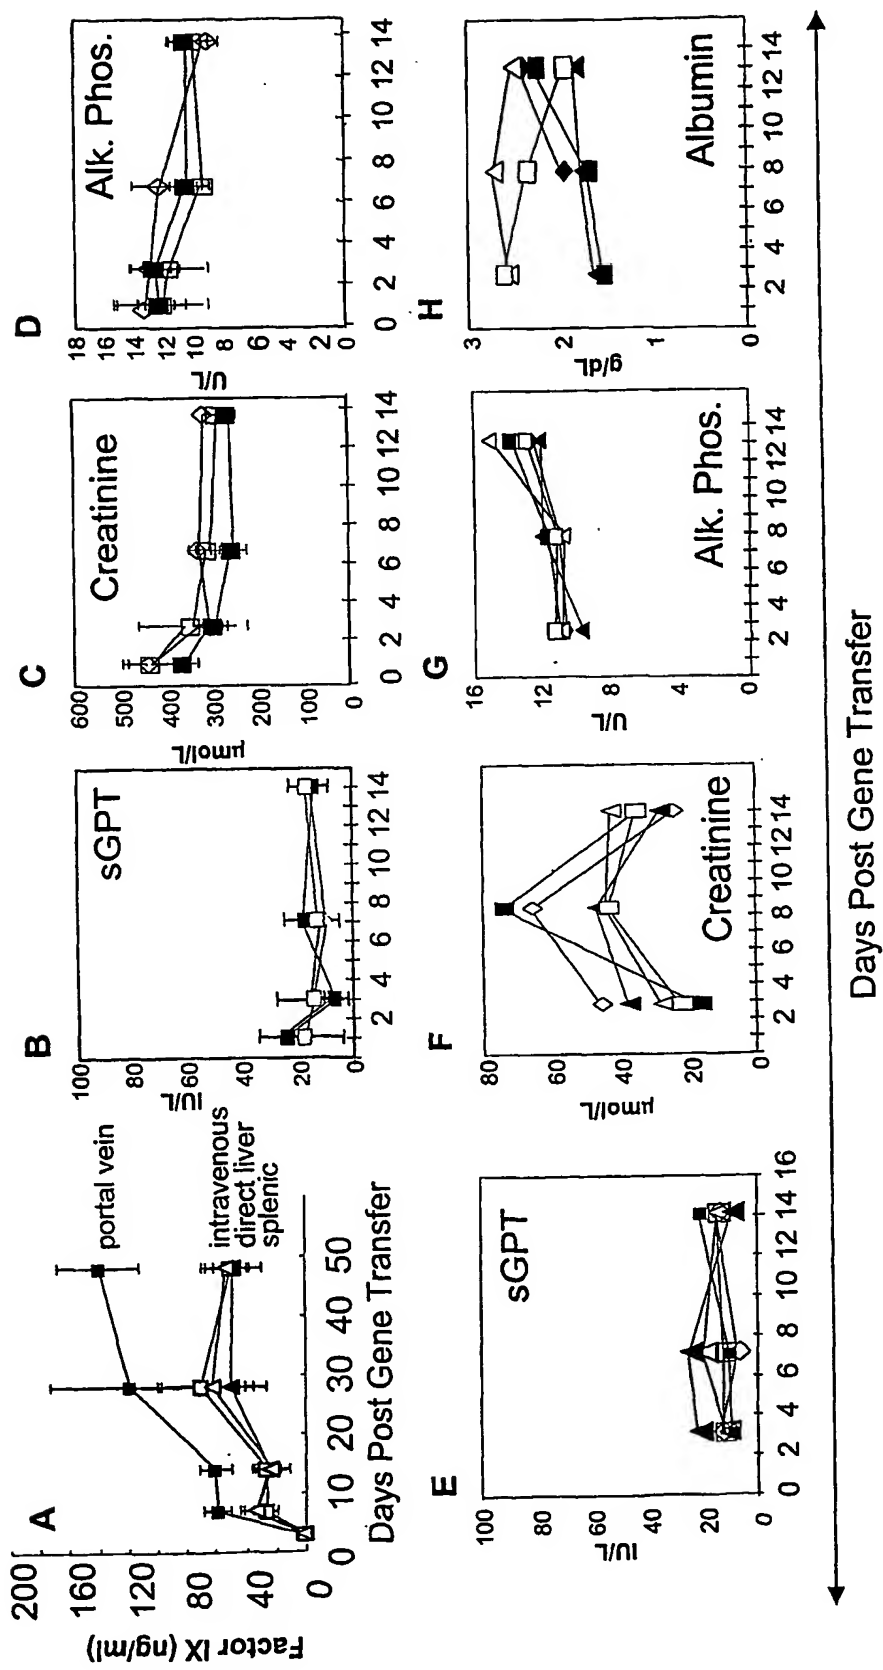 A
Factor IX (ng/ml)
200
160
120
80
40
0
portal vein
intravenous
direct liver
splenic
0 10 20 30 40 50
Days Post Gene Transfer
B
sGPT
IU/L
100
80
60
40
20
0
2 4 6 8 10 12 14
C
Creatinine
µmol/L
600
500
400
300
200
100
0
0 2 4 6 8 10 12 14
D
Alk. Phos.
U/L
18
16
14
12
10
8
6
4
2
0
0 2 4 6 8 10 12 14
E
sGPT
IU/L
100
80
60
40
20
0
0 2 4 6 8 10 12 14 16
F
Creatinine
µmol/L
80
60
40
20
0
2 4 6 8 10 12 14
G
Alk. Phos.
U/L
16
12
8
4
0
2 4 6 8 10 12 14
H
Albumin
g/dL
3
2
1
0
2 4 6 8 10 12 14
Days Post Gene Transfer